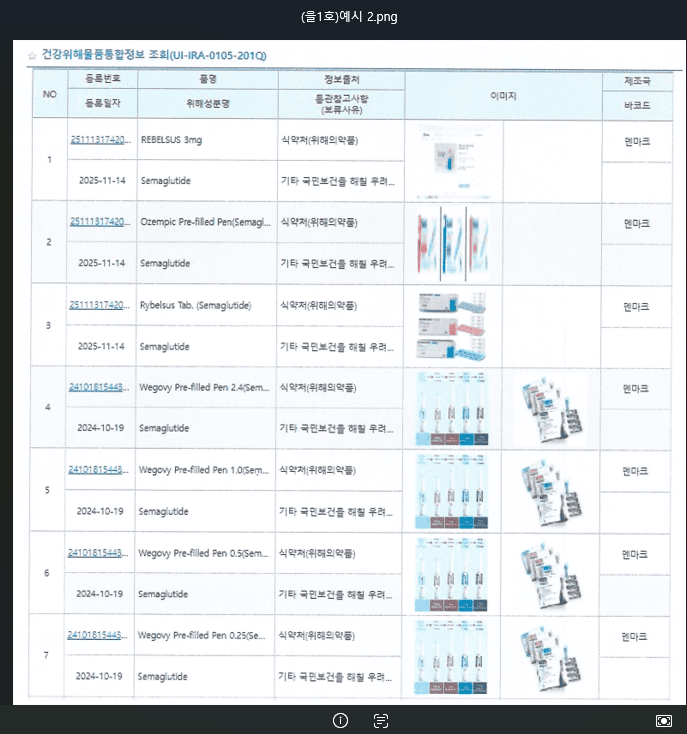 (을1호)예시 2.png
☆ 건강위해물품통합정보 조회(UI-IRA-0105-201Q)
NO 등록번호 품명 정보출처 이미지 제조국
등록일자 위해성분명 통관참고사항 (보류사유) 바코드
1 25111317420... REBELSUS 3mg 식약처(위해의약품) 덴마크
2025-11-14 Semaglutide 기타 국민보건을 해칠 우려...
2 25111317420... Ozempic Pre-filled Pen(Semagl... 식약처(위해의약품) 덴마크
2025-11-14 Semaglutide 기타 국민보건을 해칠 우려...
3 25111317420... Rybelsus Tab. (Semaglutide) 식약처(위해의약품) 덴마크
2025-11-14 Semaglutide 기타 국민보건을 해칠 우려...
4 24101815443... Wegovy Pre-filled Pen 2.4(Sem... 식약처(위해의약품) 덴마크
2024-10-19 Semaglutide 기타 국민보건을 해칠 우려...
5 24101815443... Wegovy Pre-filled Pen 1.0(Sem... 식약처(위해의약품) 덴마크
2024-10-19 Semaglutide 기타 국민보건을 해칠 우려...
6 24101815443... Wegovy Pre-filled Pen 0.5(Sem... 식약처(위해의약품) 덴마크
2024-10-19 Semaglutide 기타 국민보건을 해칠 우려...
7 24101815443... Wegovy Pre-filled Pen 0.25(Se... 식약처(위해의약품) 덴마크
2024-10-19 Semaglutide 기타 국민보건을 해칠 우려...